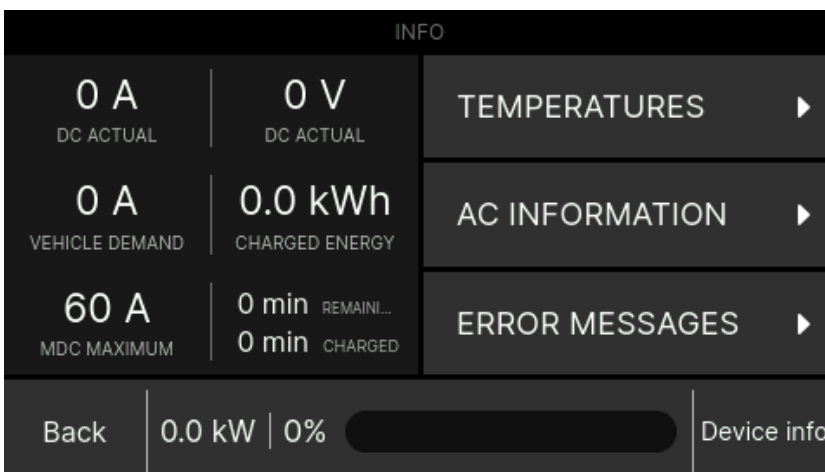 INFO
0 A
DC ACTUAL
0 V
DC ACTUAL
TEMPERATURES
0 A
VEHICLE DEMAND
0.0 kWh
CHARGED ENERGY
AC INFORMATION
60 A
MDC MAXIMUM
0 min REMAINI...
0 min CHARGED
ERROR MESSAGES
Back
0.0 kW
0%
Device info